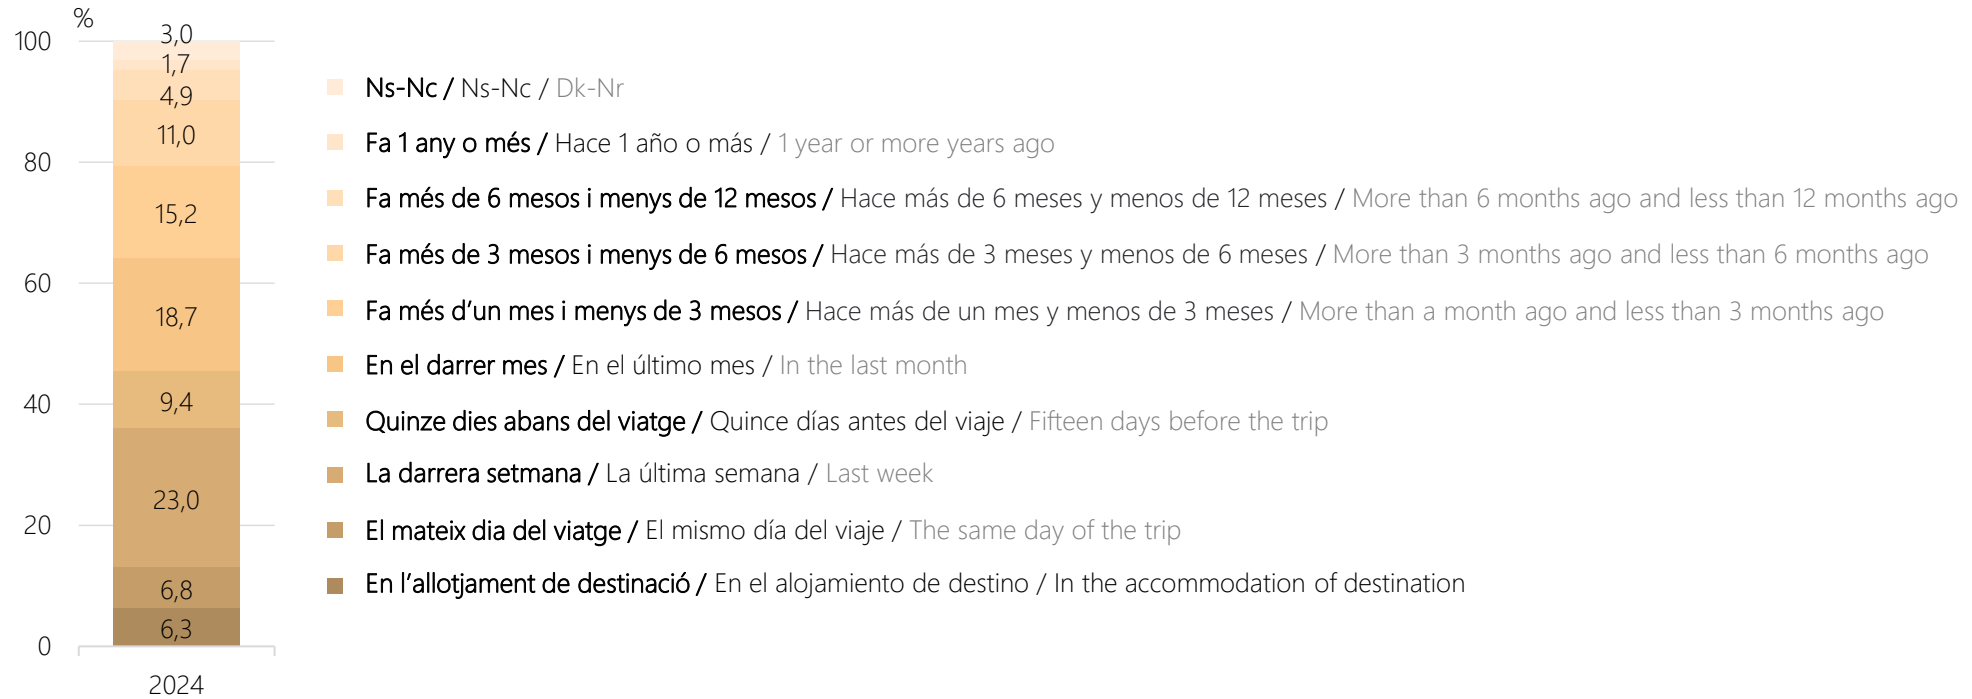 %
100
80
60
40
20
0
3,0
1,7
4,9
11,0
15,2
18,7
9,4
23,0
6,8
6,3
2024
Ns-Nc / Ns-Nc / Dk-Nr
Fa 1 any o més / Hace 1 año o más / 1 year or more years ago
Fa més de 6 mesos i menys de 12 mesos / Hace más de 6 meses y menos de 12 meses / More than 6 months ago and less than 12 months ago
Fa més de 3 mesos i menys de 6 mesos / Hace más de 3 meses y menos de 6 meses / More than 3 months ago and less than 6 months ago
Fa més d’un mes i menys de 3 mesos / Hace más de un mes y menos de 3 meses / More than a month ago and less than 3 months ago
En el darrer mes / En el último mes / In the last month
Quinze dies abans del viatge / Quince días antes del viaje / Fifteen days before the trip
La darrera setmana / La última semana / Last week
El mateix dia del viatge / El mismo día del viaje / The same day of the trip
En l’allotjament de destinació / En el alojamiento de destino / In the accommodation of destination